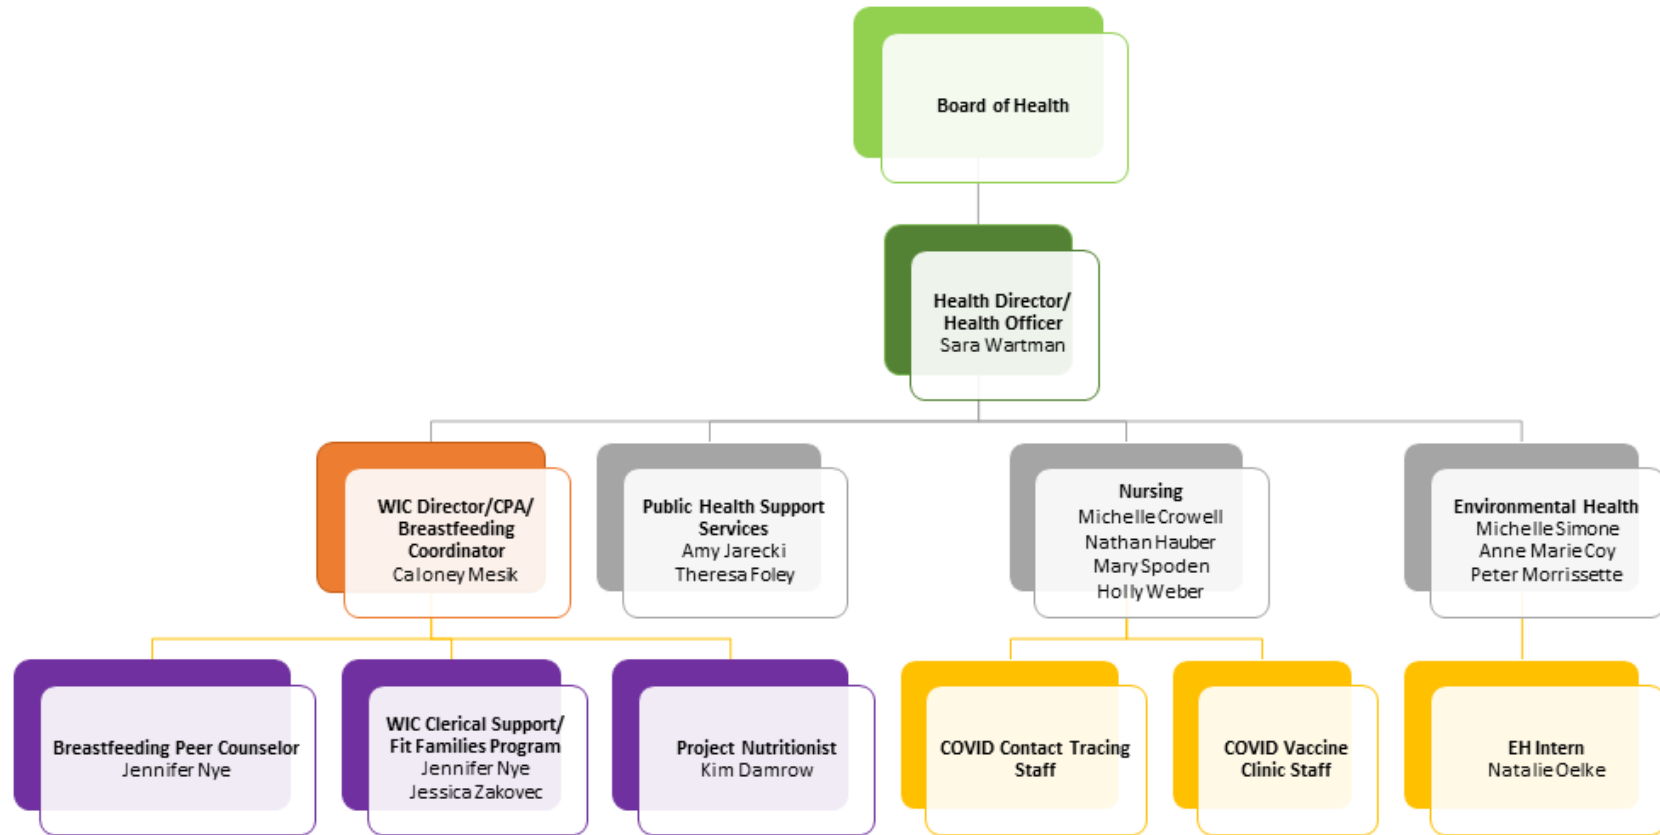 Board of Health
Health Director/
Health Officer
Sara Wartman
WIC Director/CPA/
Breastfeeding
Coordinator
Caloney Mesik
Public Health Support
Services
Amy Jarecki
Theresa Foley
Nursing
Michelle Crowell
Nathan Hauber
Mary Spoden
Holly Weber
Environmental Health
Michelle Simone
Anne Marie Coy
Peter Morrissette
Breastfeeding Peer Counselor
Jennifer Nye
WIC Clerical Support/
Fit Families Program
Jennifer Nye
Jessica Zakovec
Project Nutritionist
Kim Damrow
COVID Contact Tracing
Staff
COVID Vaccine
Clinic Staff
EH Intern
Natalie Oelke